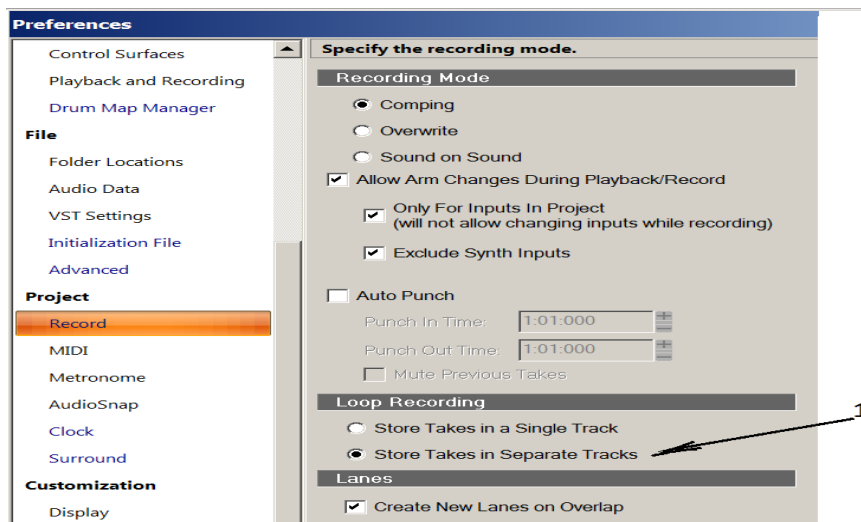 Preferences
Control Surfaces
Playback and Recording
Drum Map Manager
File
Folder Locations
Audio Data
VST Settings
Initialization File
Advanced
Project
Record
MIDI
Metronome
AudioSnap
Clock
Surround
Customization
Display
Specify the recording mode.
Recording Mode
Comping
Overwrite
Sound on Sound
Allow Arm Changes During Playback/Record
Only For Inputs In Project
(will not allow changing inputs while recording)
Exclude Synth Inputs
Auto Punch
Punch In Time: 1:01:000
Punch Out Time: 1:01:000
Mute Previous Takes
Loop Recording
Store Takes in a Single Track
Store Takes in Separate Tracks
1
Lanes
Create New Lanes on Overlap